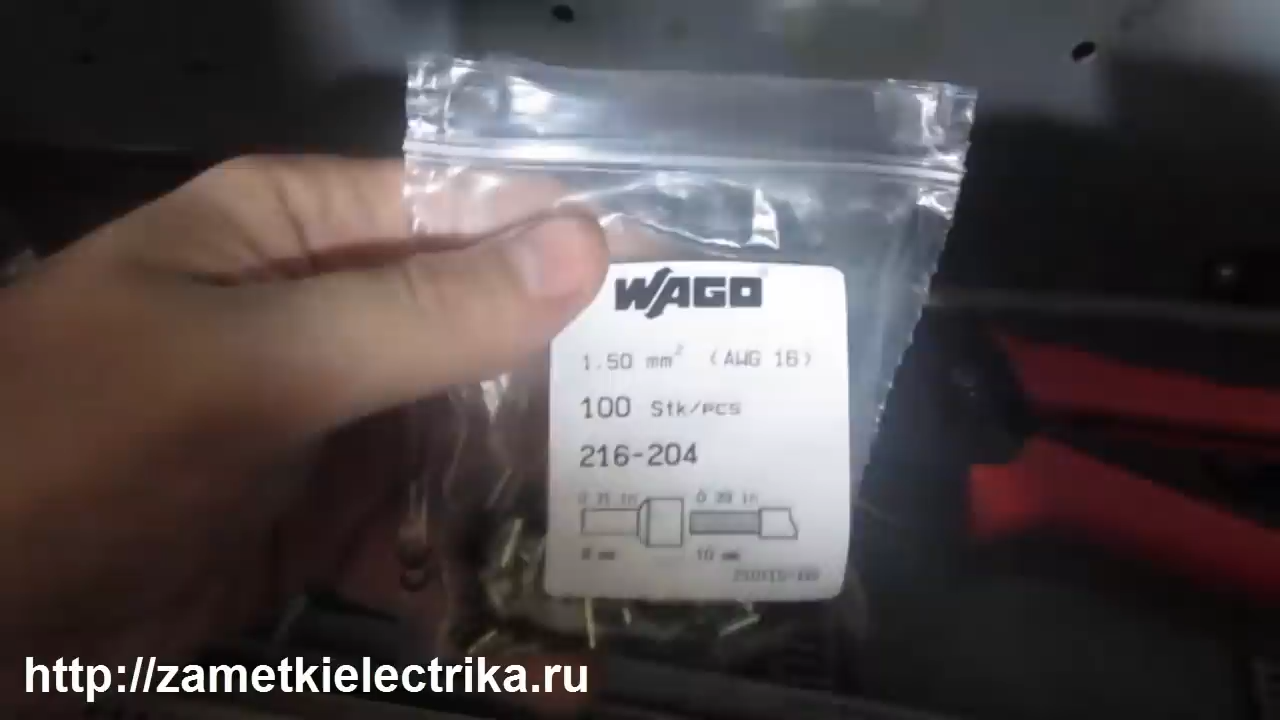 WAGO
1.50 mm² (AWG 16)
100 Stk/pcs
216-204
0 in 0 39 in
8 mm 10 mm
http://zametkielectrika.ru